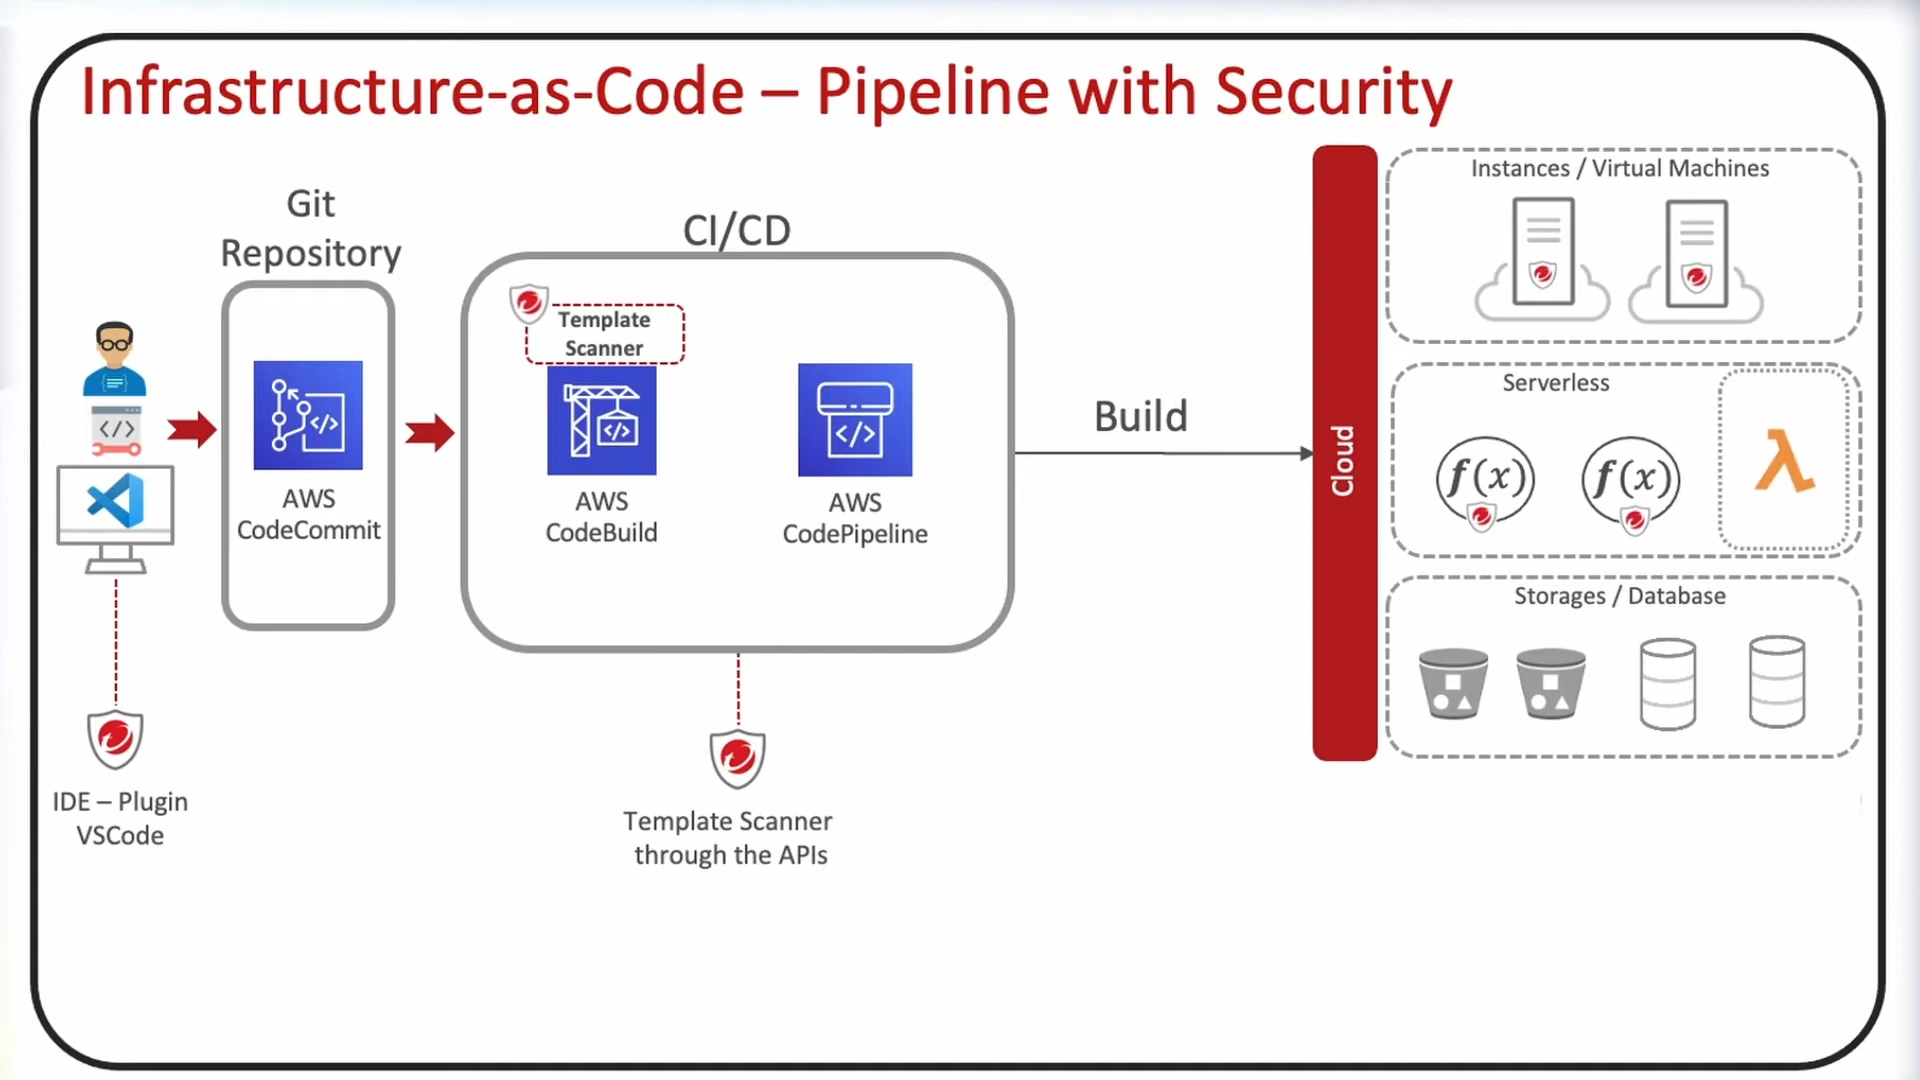 Infrastructure-as-Code – Pipeline with Security
Git
Repository
AWS
CodeCommit
IDE – Plugin
VSCode
CI/CD
Template
Scanner
AWS
CodeBuild
AWS
CodePipeline
Template Scanner
through the APIs
Build
Cloud
Instances / Virtual Machines
Serverless
f(x)
f(x)
λ
Storages / Database